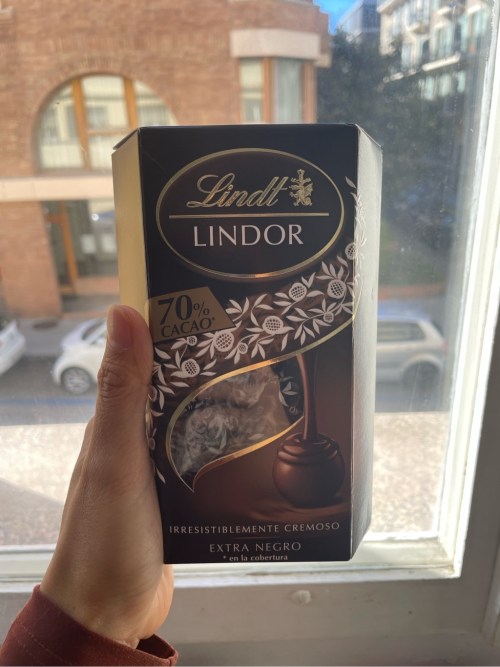 Lindt
LINDOR
70%
CACAO*
IRRESISTIBLEMENTE CREMOSO
EXTRA NEGRO
* en la cobertura